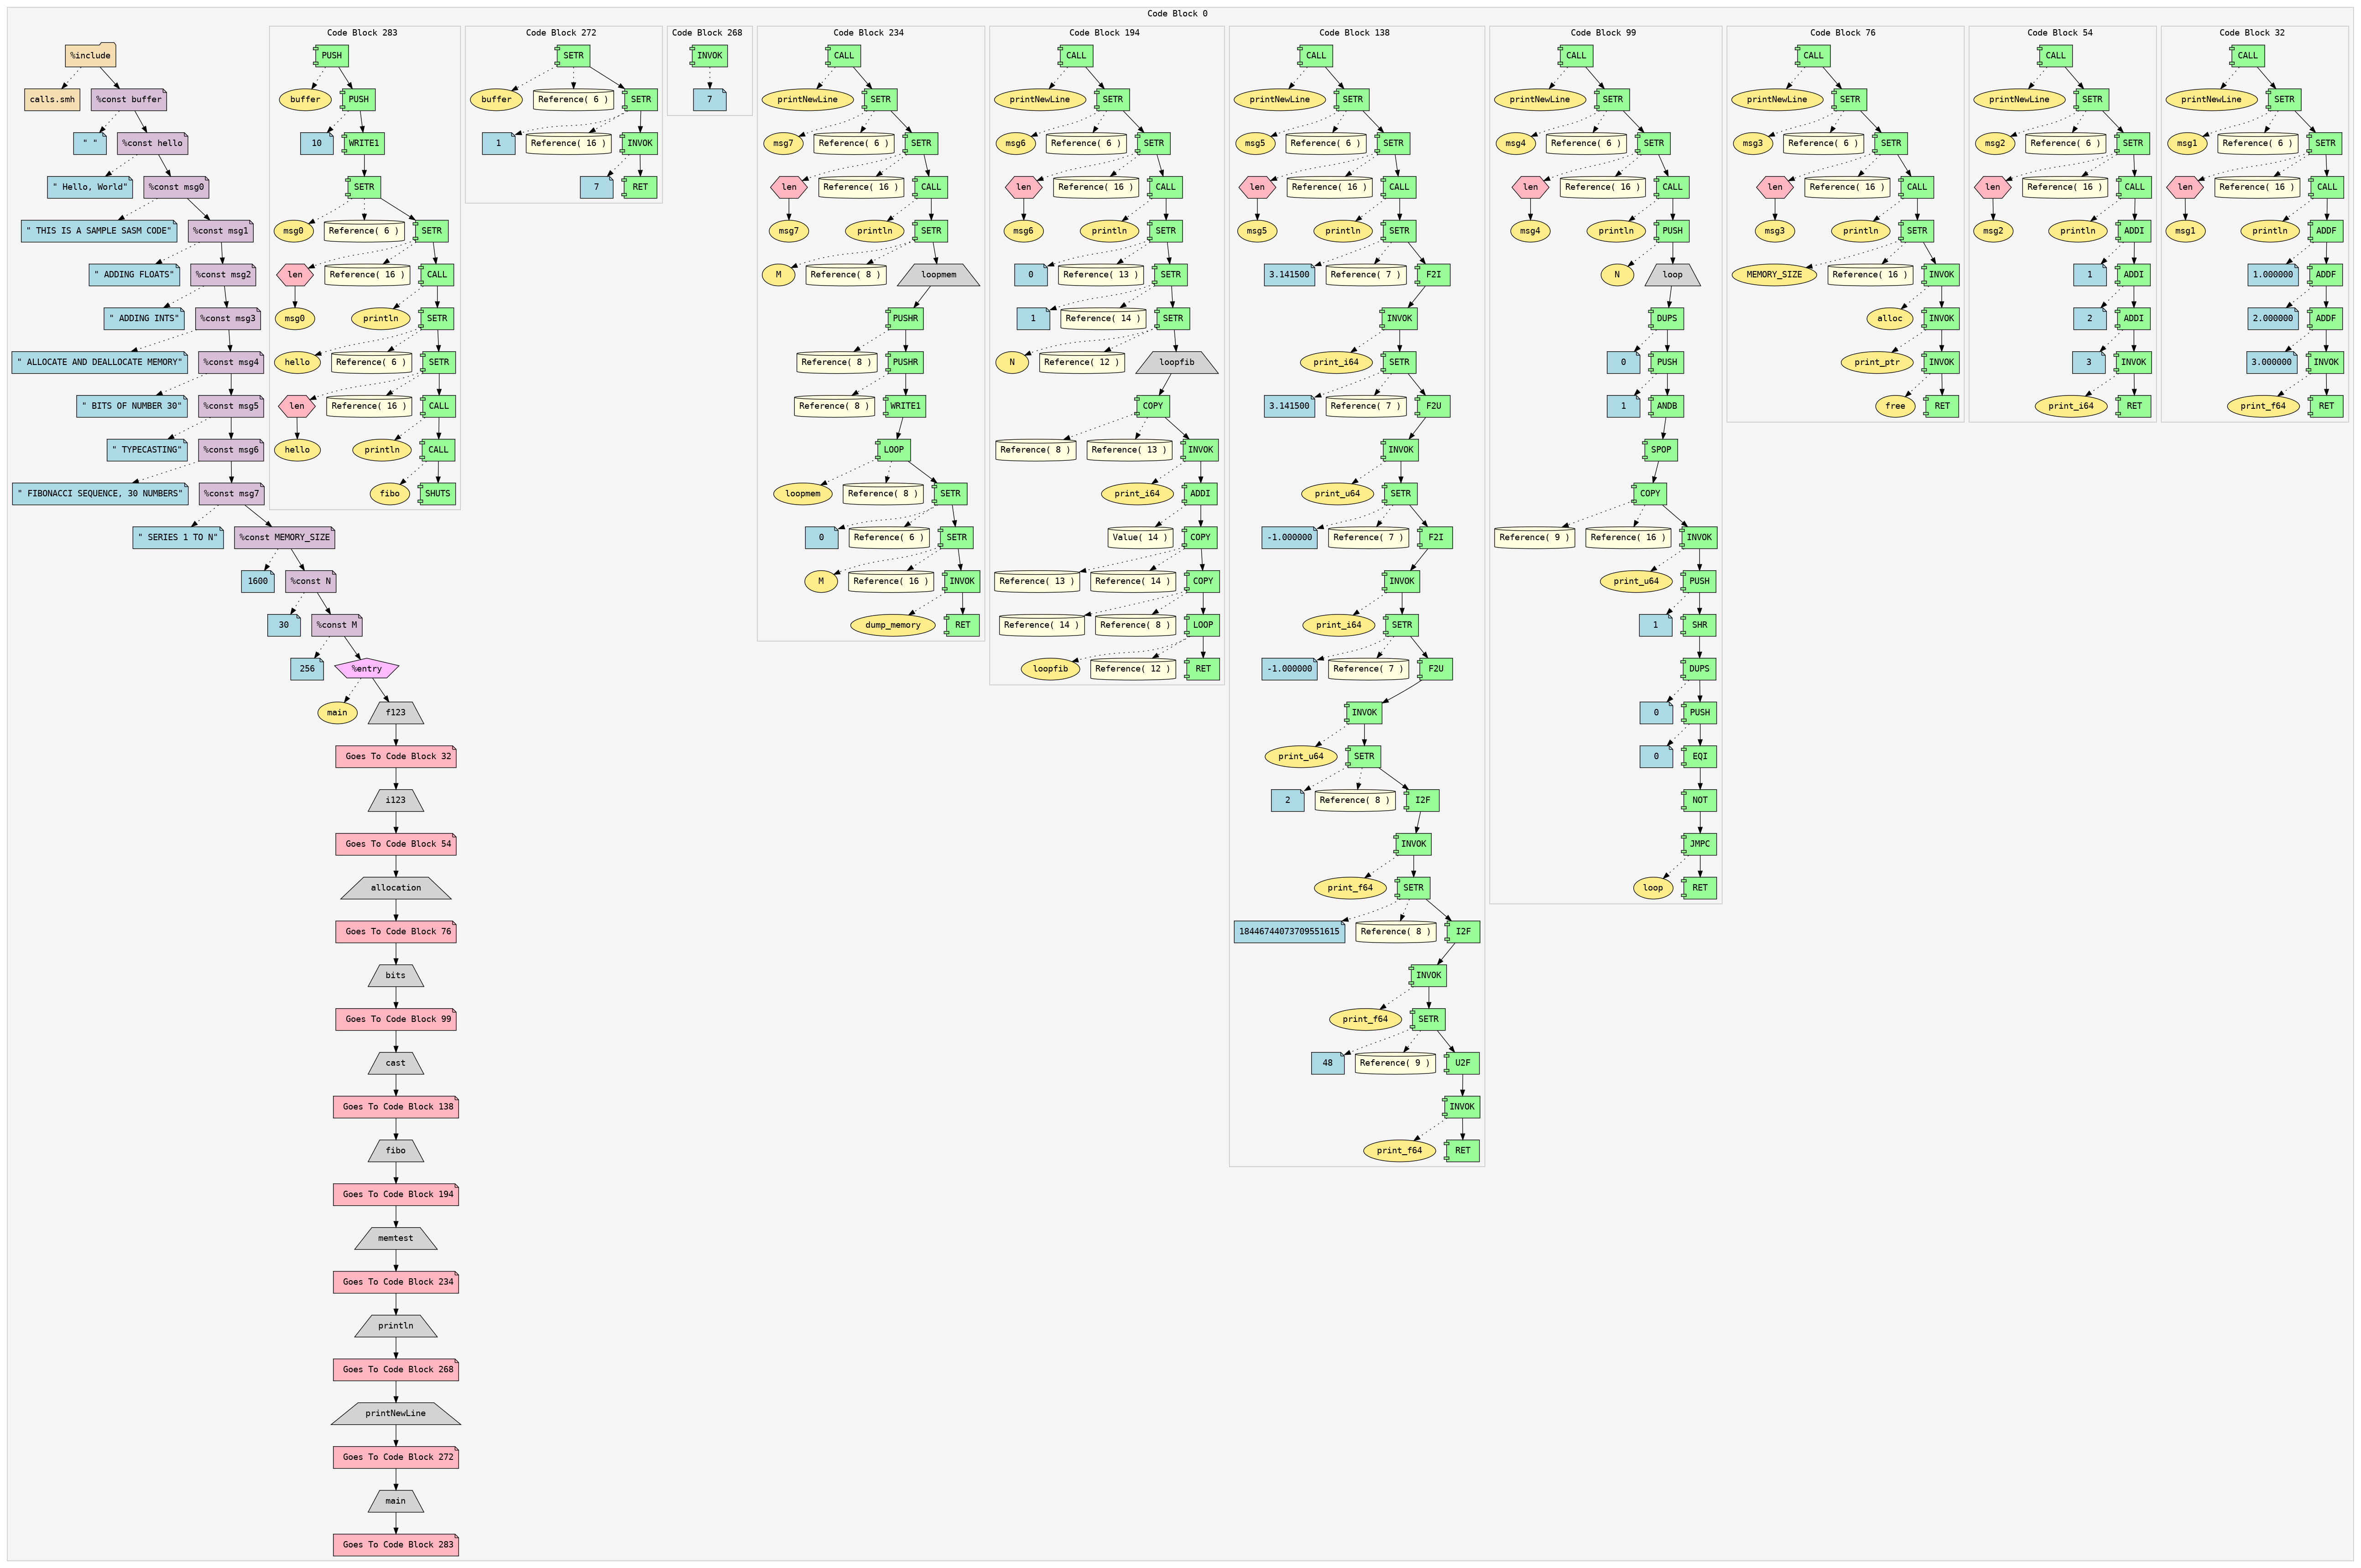 Code Block 0
%include
calls.smh
%const buffer
" "
%const hello
" Hello, World"
%const msg0
" THIS IS A SAMPLE SASM CODE"
%const msg1
" ADDING FLOATS"
%const msg2
" ADDING INTS"
%const msg3
" ALLOCATE AND DEALLOCATE MEMORY"
%const msg4
" BITS OF NUMBER 30"
%const msg5
" TYPECASTING"
%const msg6
" FIBONACCI SEQUENCE, 30 NUMBERS"
%const msg7
" SERIES 1 TO N"
%const MEMORY_SIZE
1600
%const N
30
%const M
256
%entry
main
f123
Goes To Code Block 32
i123
Goes To Code Block 54
allocation
Goes To Code Block 76
bits
Goes To Code Block 99
cast
Goes To Code Block 138
fibo
Goes To Code Block 194
memtest
Goes To Code Block 234
println
Goes To Code Block 268
printNewLine
Goes To Code Block 272
main
Goes To Code Block 283
Code Block 283
PUSH
buffer
PUSH
10
WRITE1
SETR
msg0
Reference( 6 )
SETR
len
Reference( 16 )
CALL
msg0
println
SETR
hello
Reference( 6 )
SETR
len
Reference( 16 )
CALL
hello
println
CALL
fibo
SHUTS
Code Block 272
SETR
buffer
Reference( 6 )
SETR
1
Reference( 16 )
INVOK
7
RET
Code Block 268
INVOK
7
Code Block 234
CALL
printNewLine
SETR
msg7
Reference( 6 )
SETR
len
Reference( 16 )
CALL
msg7
println
SETR
M
Reference( 8 )
loopmem
PUSHR
Reference( 8 )
PUSHR
Reference( 8 )
WRITE1
LOOP
loopmem
Reference( 8 )
SETR
0
Reference( 6 )
SETR
M
Reference( 16 )
INVOK
dump_memory
RET
Code Block 194
CALL
printNewLine
SETR
msg6
Reference( 6 )
SETR
len
Reference( 16 )
CALL
msg6
println
SETR
0
Reference( 13 )
SETR
1
Reference( 14 )
SETR
N
Reference( 12 )
loopfib
COPY
Reference( 8 )
Reference( 13 )
INVOK
print_i64
ADDI
Value( 14 )
COPY
Reference( 13 )
Reference( 14 )
COPY
Reference( 14 )
Reference( 8 )
LOOP
loopfib
Reference( 12 )
RET
Code Block 138
CALL
printNewLine
SETR
msg5
Reference( 6 )
SETR
len
Reference( 16 )
CALL
msg5
println
SETR
3.141500
Reference( 7 )
F2I
INVOK
print_i64
SETR
3.141500
Reference( 7 )
F2U
INVOK
print_u64
SETR
-1.000000
Reference( 7 )
F2I
INVOK
print_i64
SETR
-1.000000
Reference( 7 )
F2U
INVOK
print_u64
SETR
2
Reference( 8 )
I2F
INVOK
print_f64
SETR
18446744073709551615
Reference( 8 )
I2F
INVOK
print_f64
SETR
48
Reference( 9 )
U2F
INVOK
print_f64
RET
Code Block 99
CALL
printNewLine
SETR
msg4
Reference( 6 )
SETR
len
Reference( 16 )
CALL
msg4
println
PUSH
N
loop
DUPS
0
PUSH
1
ANDB
SPOP
COPY
Reference( 9 )
Reference( 16 )
INVOK
print_u64
PUSH
1
SHR
DUPS
0
PUSH
0
EQI
NOT
JMPC
loop
RET
Code Block 76
CALL
printNewLine
SETR
msg3
Reference( 6 )
SETR
len
Reference( 16 )
CALL
msg3
println
SETR
MEMORY_SIZE
Reference( 16 )
INVOK
alloc
INVOK
print_ptr
INVOK
free
RET
Code Block 54
CALL
printNewLine
SETR
msg2
Reference( 6 )
SETR
len
Reference( 16 )
CALL
msg2
println
ADDI
1
ADDI
2
ADDI
3
INVOK
print_i64
RET
Code Block 32
CALL
printNewLine
SETR
msg1
Reference( 6 )
SETR
len
Reference( 16 )
CALL
msg1
println
ADDF
1.000000
ADDF
2.000000
ADDF
3.000000
INVOK
print_f64
RET